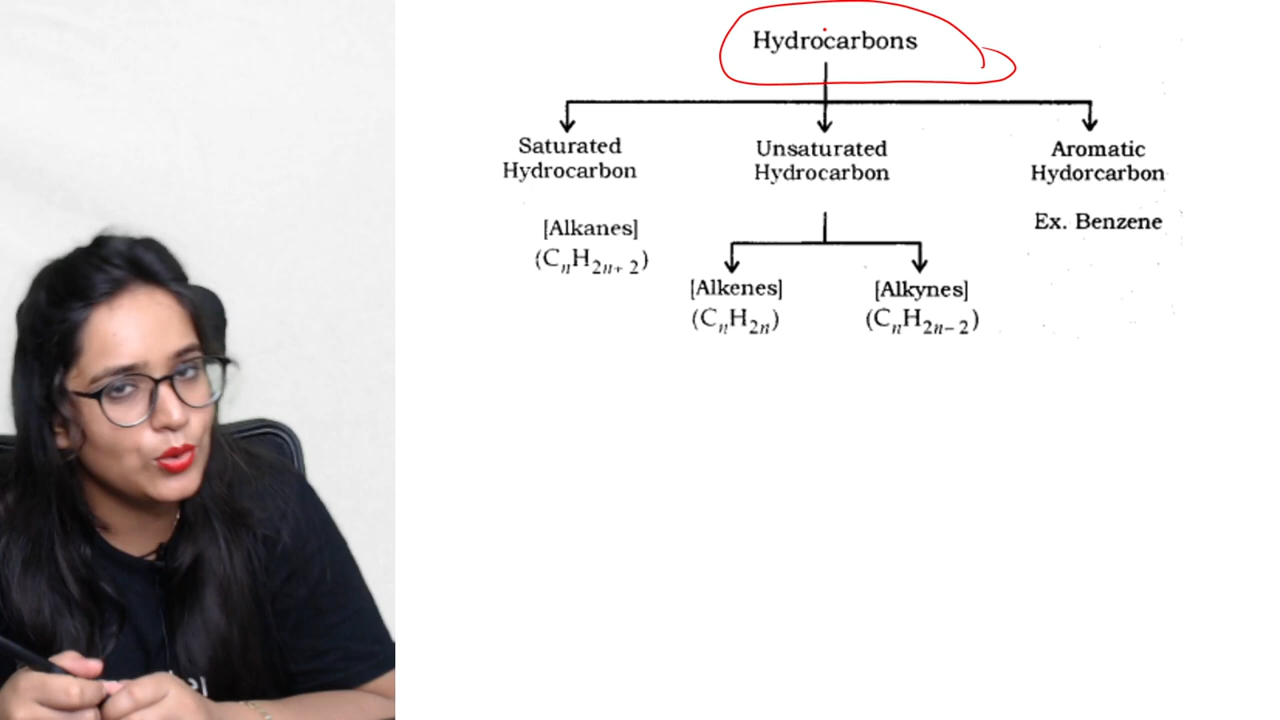 Hydrocarbons
Saturated
Hydrocarbon
Unsaturated
Hydrocarbon
Aromatic
Hydorcarbon
Ex. Benzene
[Alkanes]
(CₙH₂ₙ₊ ₂)
[Alkenes]
(CₙH₂ₙ)
[Alkynes]
(CₙH₂ₙ₋ ₂)